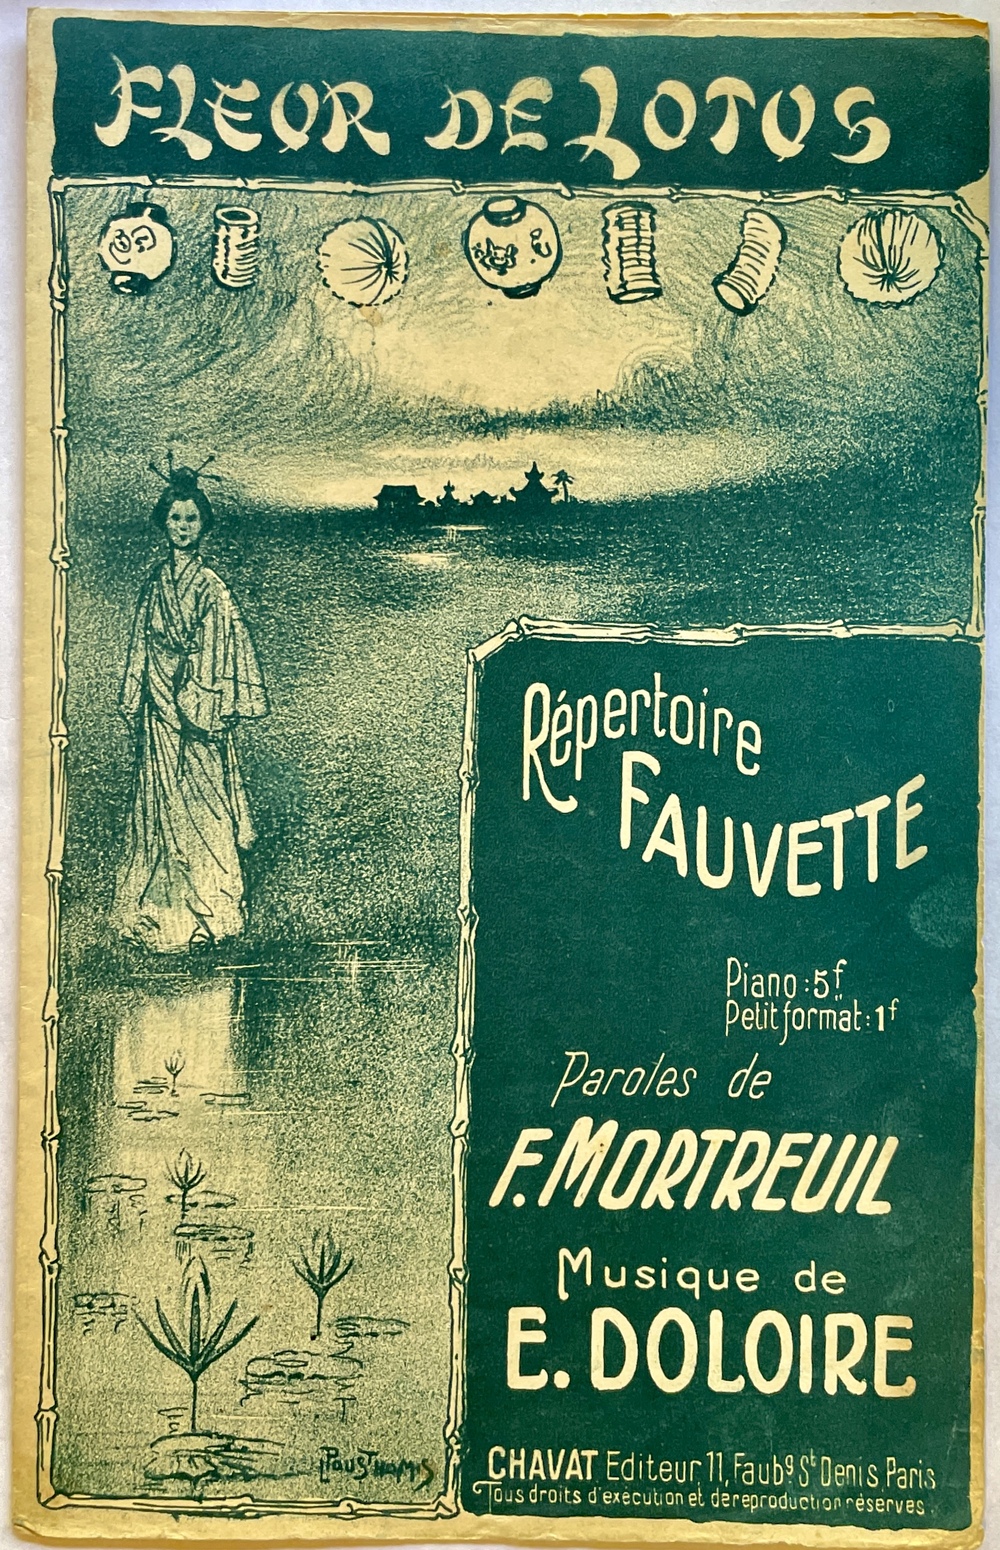 FLEUR DE LOTUS
Répertoire
FAUVETTE
Piano : 5f
Petit format : 1f
Paroles de
F. MORTREUIL
Musique de
E. DOLOIRE
CHAVAT Editeur 11, Faubg St Denis, Paris
Tous droits d'exécution et de reproduction réservés.